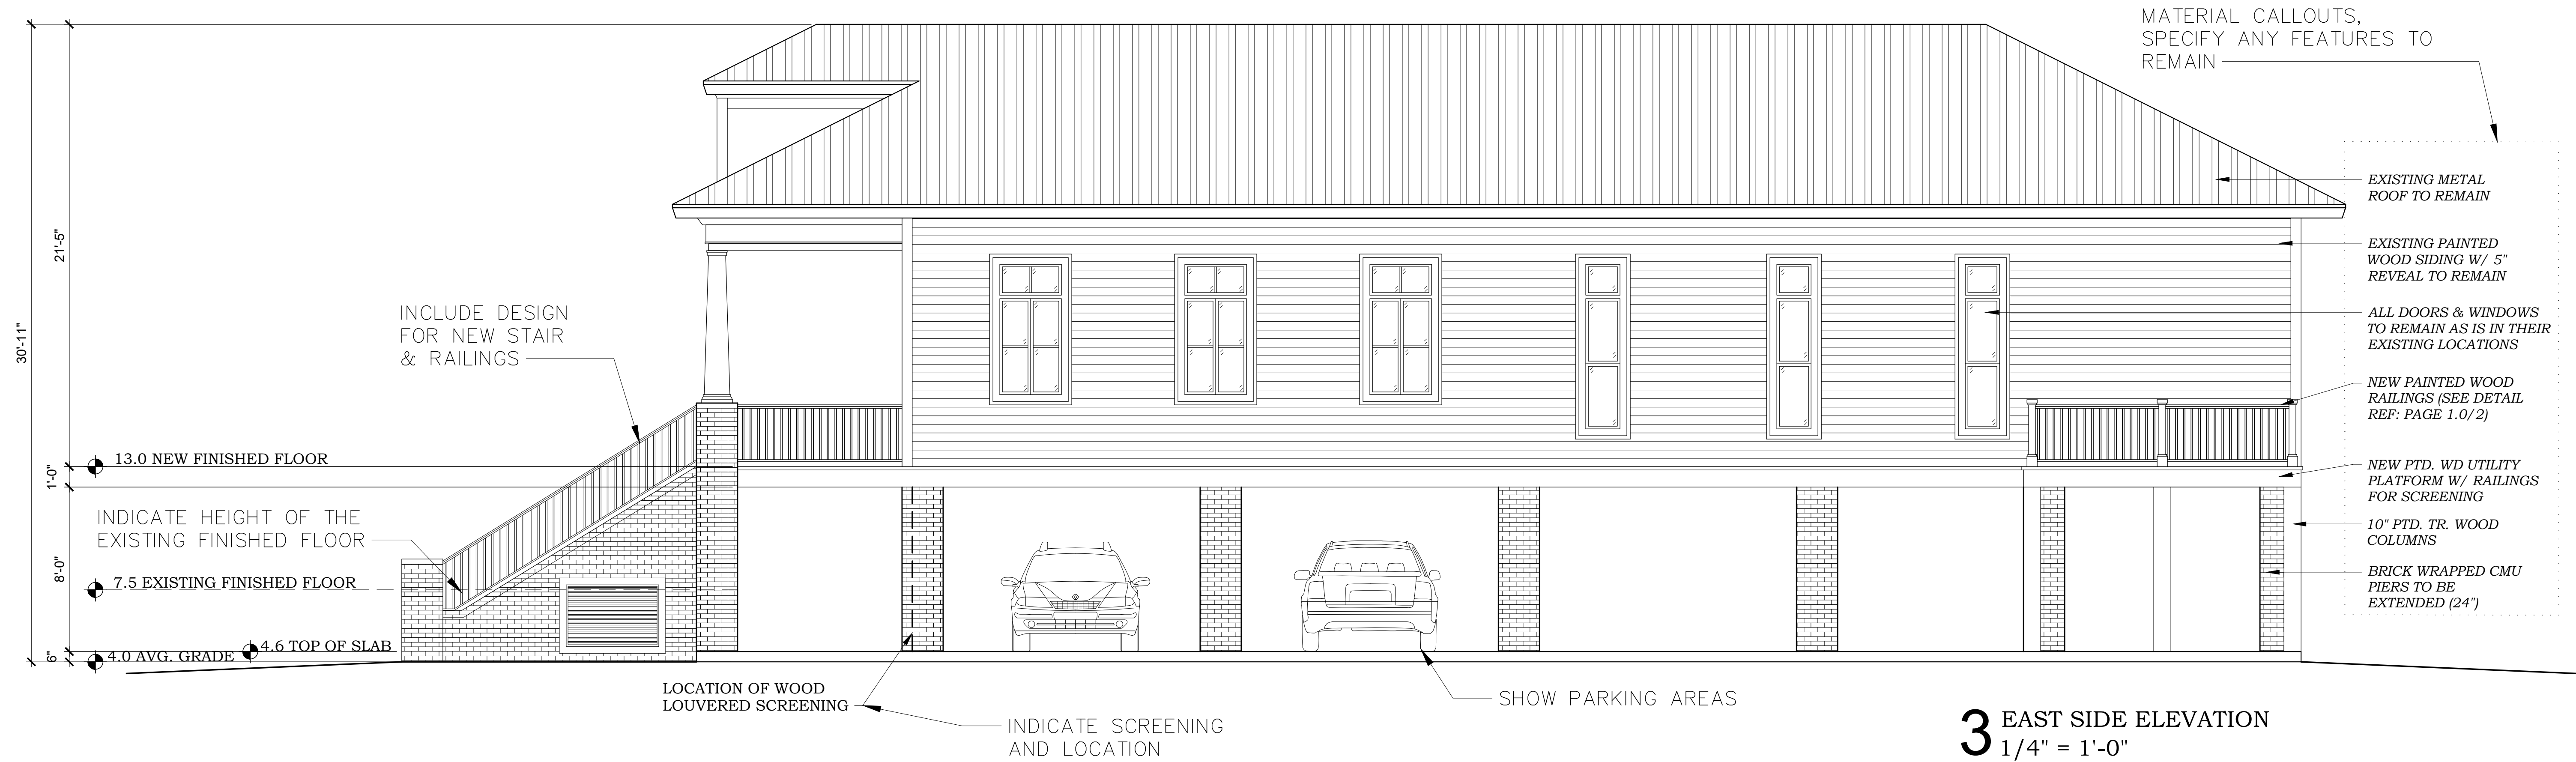 MATERIAL CALLOUTS,
SPECIFY ANY FEATURES TO
REMAIN
EXISTING METAL
ROOF TO REMAIN
EXISTING PAINTED
WOOD SIDING W/ 5"
REVEAL TO REMAIN
ALL DOORS & WINDOWS
TO REMAIN AS IS IN THEIR
EXISTING LOCATIONS
NEW PAINTED WOOD
RAILINGS (SEE DETAIL
REF: PAGE 1.0/2)
NEW PTD. WD UTILITY
PLATFORM W/ RAILINGS
FOR SCREENING
10" PTD. TR. WOOD
COLUMNS
BRICK WRAPPED CMU
PIERS TO BE
EXTENDED (24")
30'-11"
21'-5"
1'-0"
8'-0"
6"
INCLUDE DESIGN
FOR NEW STAIR
& RAILINGS
13.0 NEW FINISHED FLOOR
INDICATE HEIGHT OF THE
EXISTING FINISHED FLOOR
7.5 EXISTING FINISHED FLOOR
4.6 TOP OF SLAB
4.0 AVG. GRADE
LOCATION OF WOOD
LOUVERED SCREENING
INDICATE SCREENING
AND LOCATION
SHOW PARKING AREAS
3 EAST SIDE ELEVATION
1/4" = 1'-0"